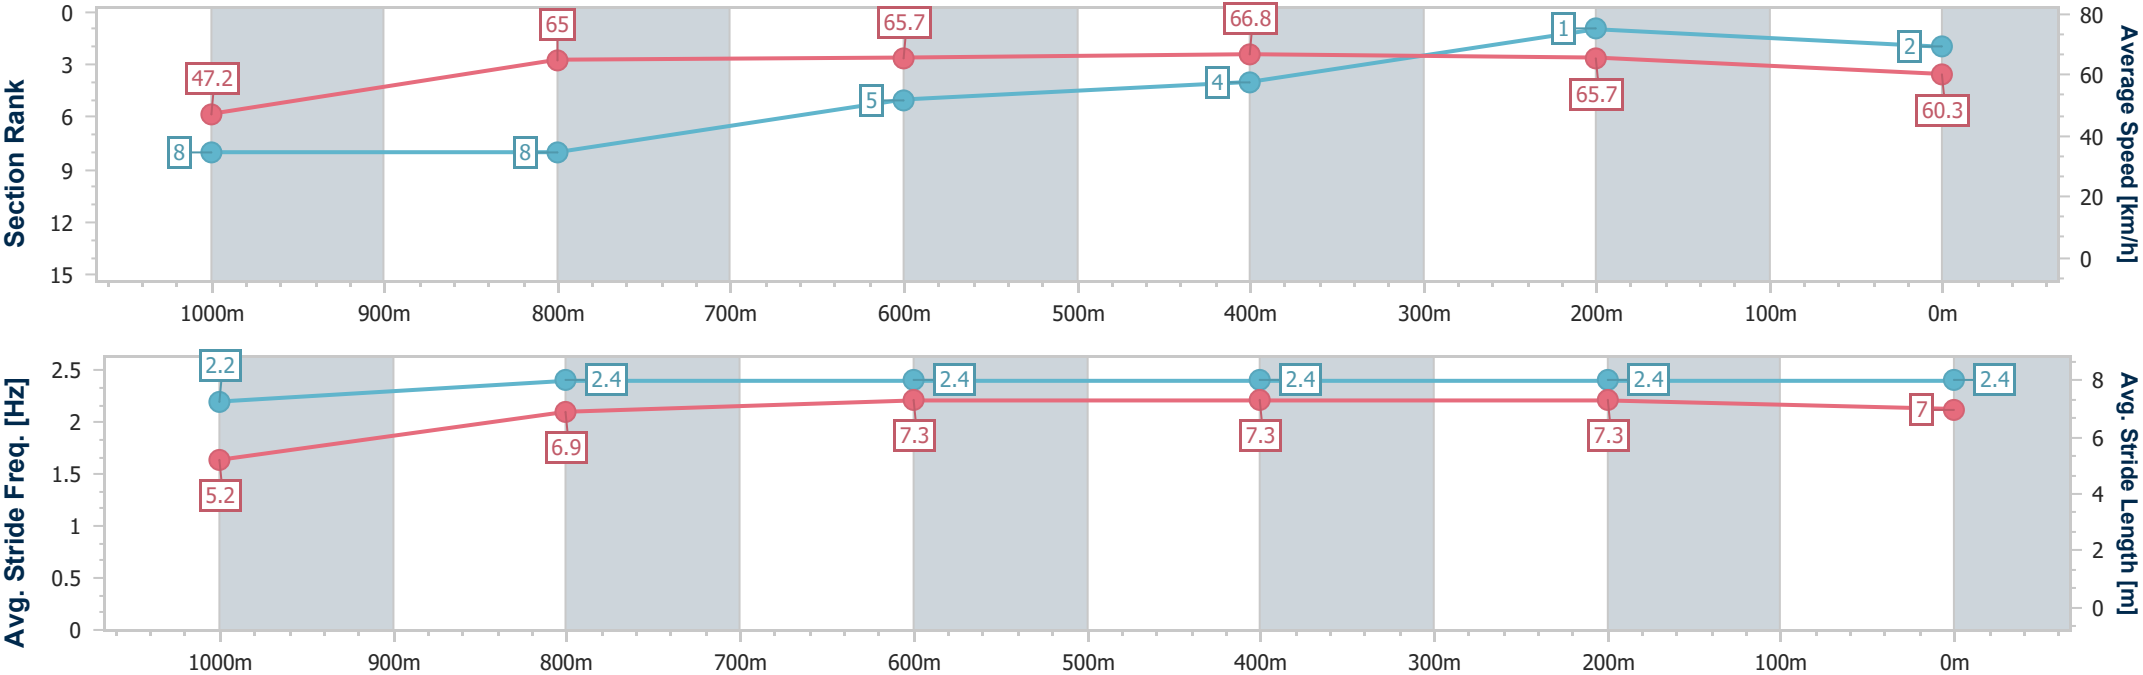 Section Rank
0
3
6
9
12
15
80
60
40
20
0
Average Speed [km/h]
47.2
65
65.7
66.8
65.7
60.3
8
8
5
4
1
2
1000m
900m
800m
700m
600m
500m
400m
300m
200m
100m
0m
Avg. Stride Freq. [Hz]
2.5
2
1.5
1
0.5
0
8
6
4
2
0
Avg. Stride Length [m]
2.2
2.4
2.4
2.4
2.4
2.4
5.2
6.9
7.3
7.3
7.3
7
1000m
900m
800m
700m
600m
500m
400m
300m
200m
100m
0m